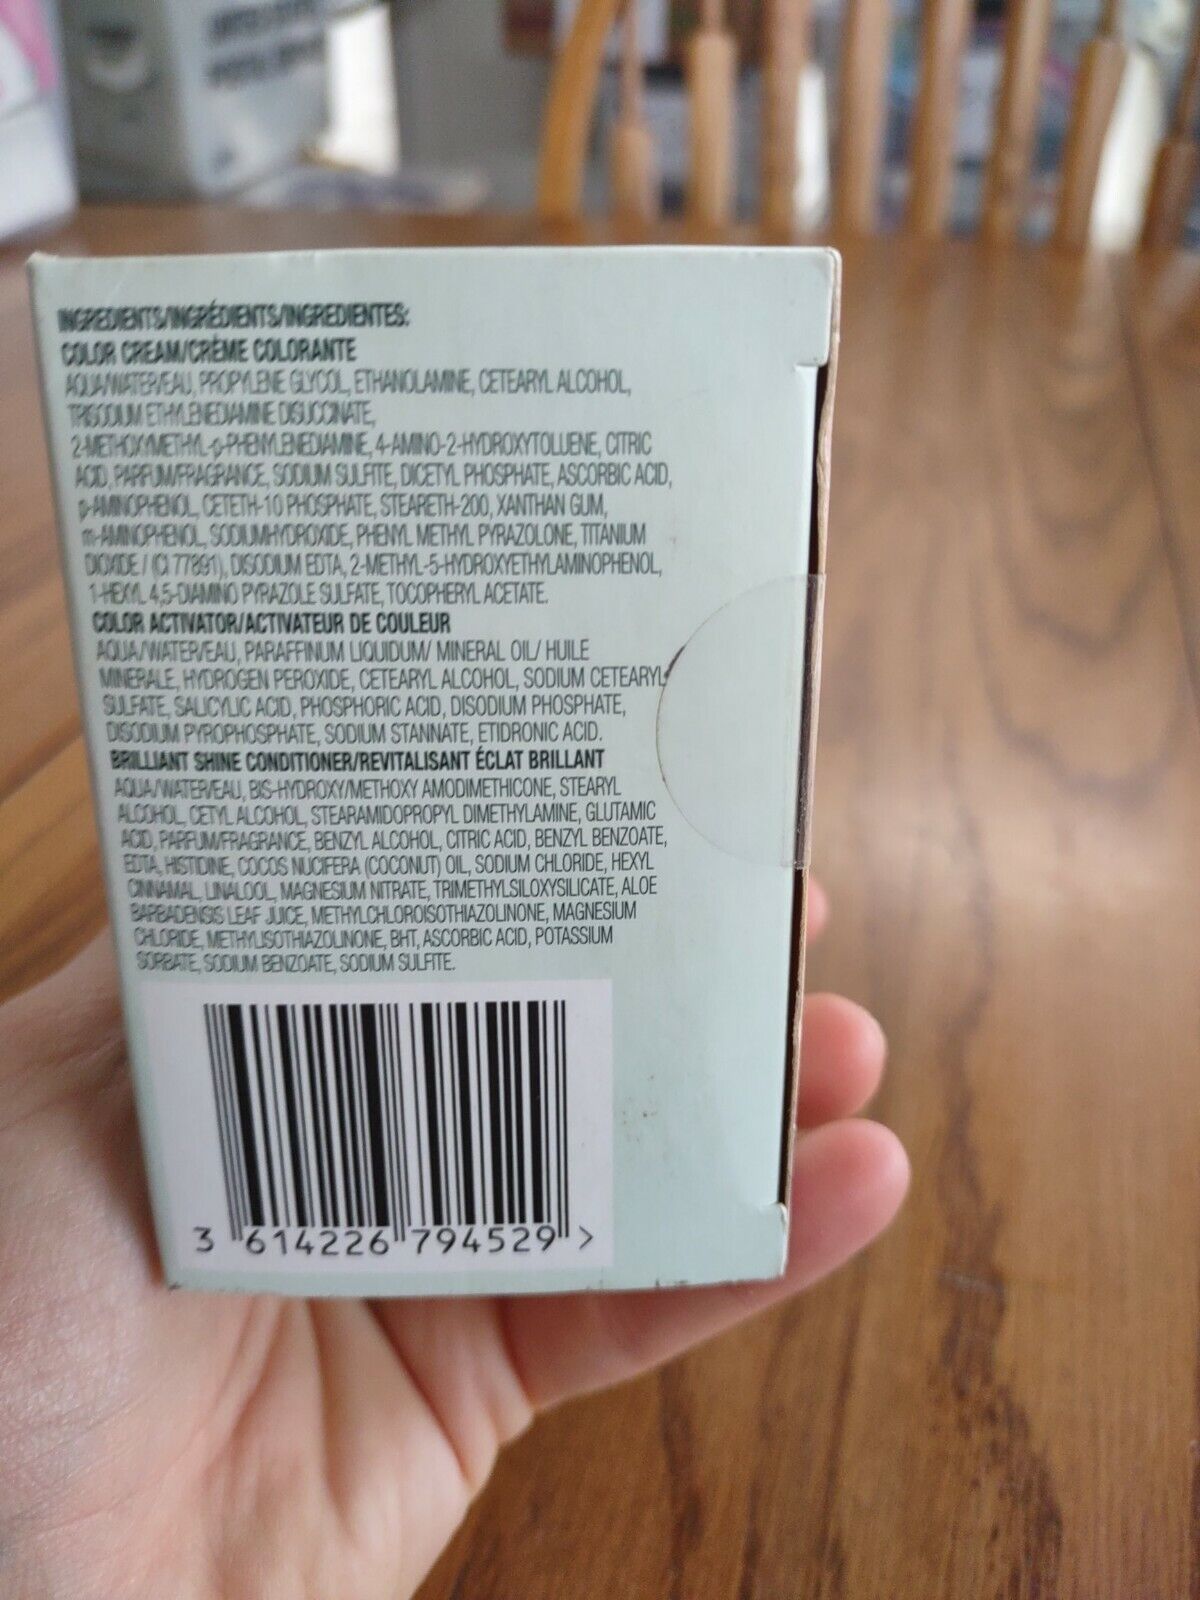 INGREDIENTS/INGRÉDIENTS/INGREDIENTES:
COLOR CREAM/CRÈME COLORANTE
AQUA/WATER/EAU, PROPYLENE GLYCOL, ETHANOLAMINE, CETEARYL ALCOHOL,
TRISODIUM ETHYLENEDIAMINE DISUCCINATE,
2-METHOXYMETHYL-p-PHENYLENEDIAMINE, 4-AMINO-2-HYDROXYTOLUENE, CITRIC
ACID, PARFUM/FRAGRANCE, SODIUM SULFITE, DICETYL PHOSPHATE, ASCORBIC ACID,
p-AMINOPHENOL, CETETH-10 PHOSPHATE, STEARETH-200, XANTHAN GUM,
m-AMINOPHENOL, SODIUM HYDROXIDE, PHENYL METHYL PYRAZOLONE, TITANIUM
DIOXIDE / (CI 77891), DISODIUM EDTA, 2-METHYL-5-HYDROXYETHYLAMINOPHENOL,
1-HEXYL 4,5-DIAMINO PYRAZOLE SULFATE, TOCOPHERYL ACETATE.
COLOR ACTIVATOR/ACTIVATEUR DE COULEUR
AQUA/WATER/EAU, PARAFFINUM LIQUIDUM/ MINERAL OIL/ HUILE
MINERALE, HYDROGEN PEROXIDE, CETEARYL ALCOHOL, SODIUM CETEARYL
SULFATE, SALICYLIC ACID, PHOSPHORIC ACID, DISODIUM PHOSPHATE,
DISODIUM PYROPHOSPHATE, SODIUM STANNATE, ETIDRONIC ACID.
BRILLIANT SHINE CONDITIONER/REVITALISANT ÉCLAT BRILLANT
AQUA/WATER/EAU, BIS-HYDROXY/METHOXY AMODIMETHICONE, STEARYL
ALCOHOL, CETYL ALCOHOL, STEARAMIDOPROPYL DIMETHYLAMINE, GLUTAMIC
ACID, PARFUM/FRAGRANCE, BENZYL ALCOHOL, CITRIC ACID, BENZYL BENZOATE,
EDTA, HISTIDINE, COCOS NUCIFERA (COCONUT) OIL, SODIUM CHLORIDE, HEXYL
CINNAMAL, LINALOOL, MAGNESIUM NITRATE, TRIMETHYLSILOXYSILICATE, ALOE
BARBADENSIS LEAF JUICE, METHYLCHLOROISOTHIAZOLINONE, MAGNESIUM
CHLORIDE, METHYLISOTHIAZOLINONE, BHT, ASCORBIC ACID, POTASSIUM
SORBATE, SODIUM BENZOATE, SODIUM SULFITE.
3 614226 794529 >